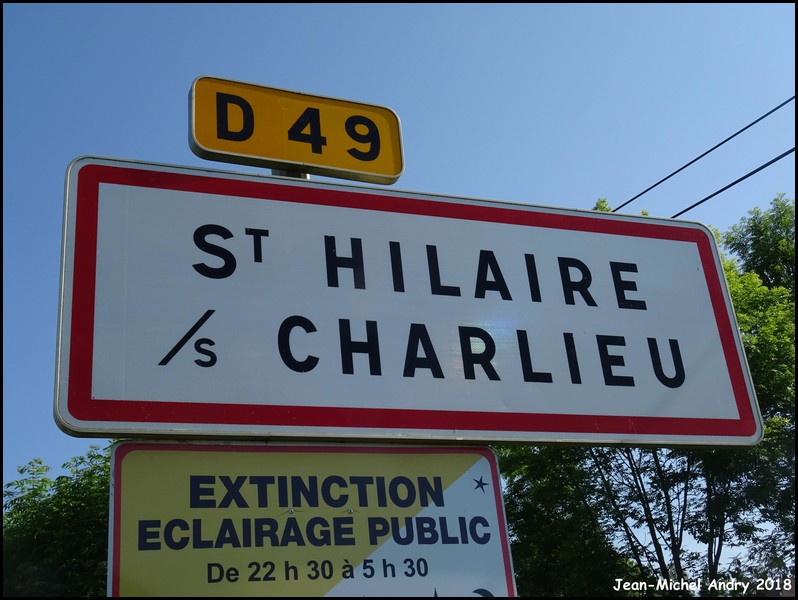 D 49
ST HILAIRE
/s CHARLIEU
EXTINCTION
ECLAIRAGE PUBLIC
De 22 h 30 à 5 h 30
Jean-Michel Andry 2018